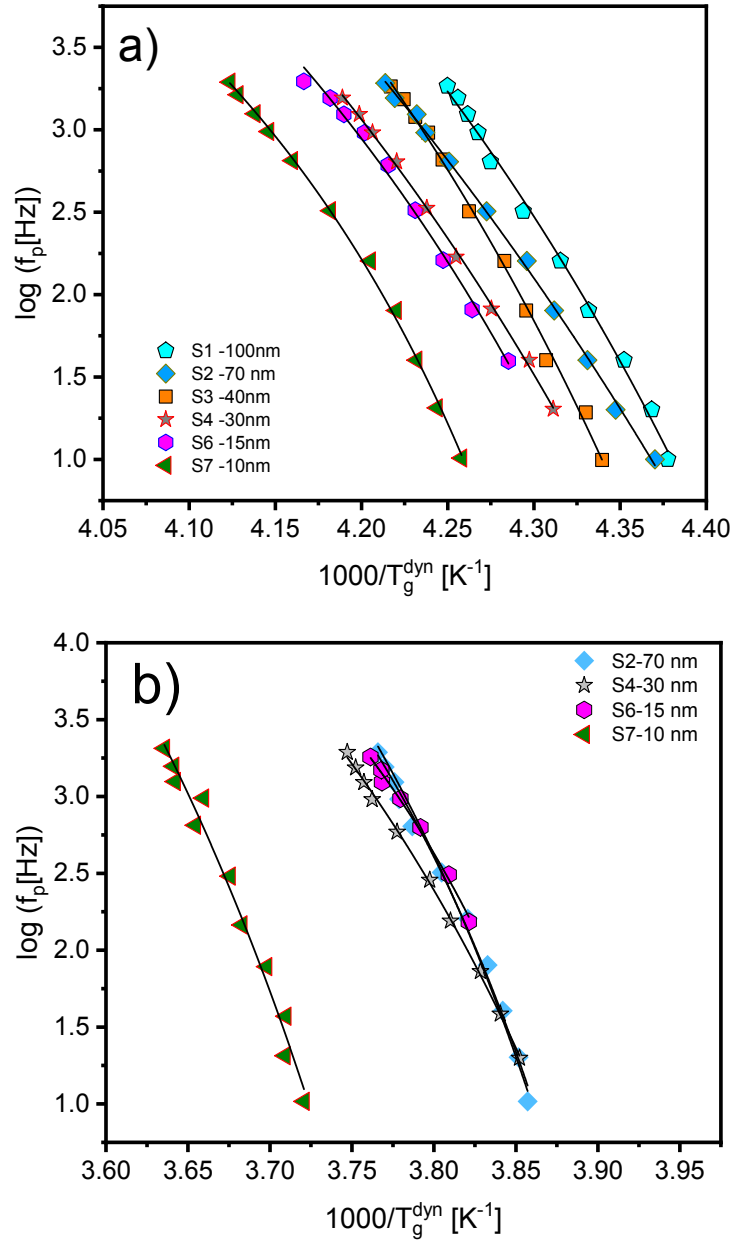 a)
3.5
3.0
2.5
2.0
1.5
1.0
log (f_p[Hz])
S1 -100nm
S2 -70 nm
S3 -40nm
S4 -30nm
S6 -15nm
S7 -10nm
4.05 4.10 4.15 4.20 4.25 4.30 4.35 4.40
1000/T_g^dyn [K^-1]
b)
4.0
3.5
3.0
2.5
2.0
1.5
1.0
log (f_p[Hz])
S2-70 nm
S4-30 nm
S6-15 nm
S7-10 nm
3.60 3.65 3.70 3.75 3.80 3.85 3.90 3.95
1000/T_g^dyn [K^-1]